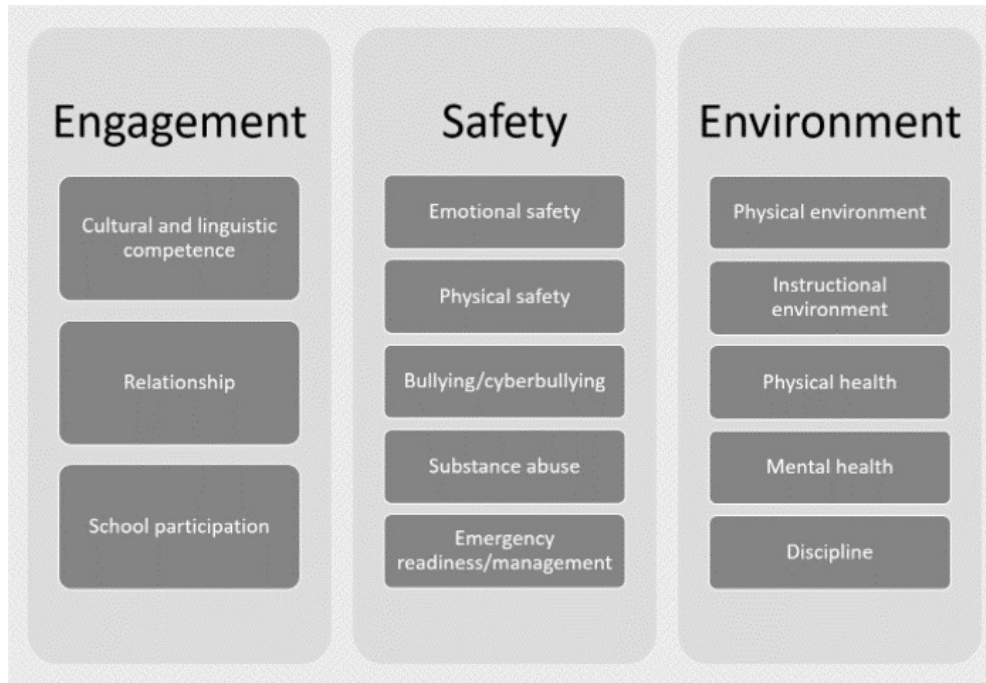 Engagement
Cultural and linguistic
competence
Relationship
School participation
Safety
Emotional safety
Physical safety
Bullying/cyberbullying
Substance abuse
Emergency
readiness/management
Environment
Physical environment
Instructional
environment
Physical health
Mental health
Discipline